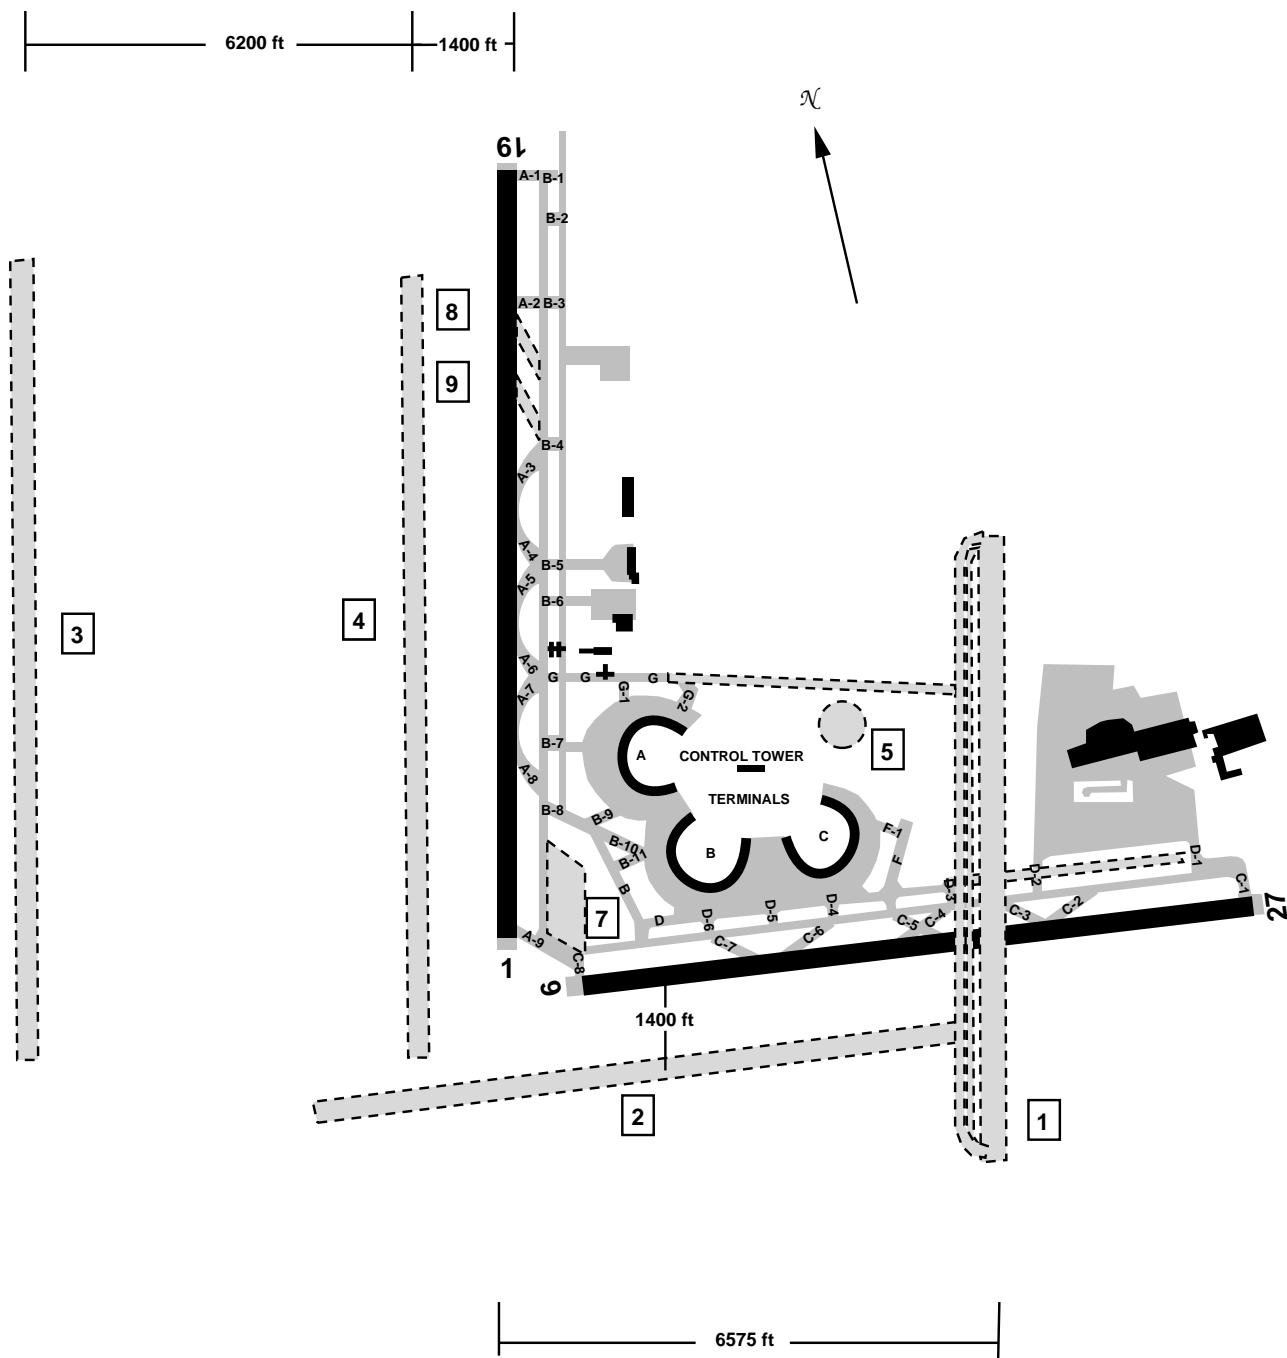 6200 ft
1400 ft
N
19
A-1
B-1
B-2
A-2
B-3
8
9
B-4
A-3
A-4
B-5
A-5
B-6
3
4
A-6
G
G
G
A-7
G-1
G-2
B-7
A
CONTROL TOWER
5
A-8
TERMINALS
B-8
B-9
F-1
B-10
B
C
B-11
F
D-1
D-2
B
D-3
C-1
7
D
D-6
D-5
D-4
C-5
C-4
C-3
C-2
27
A-9
C-7
C-6
C-8
1
9
1400 ft
2
1
6575 ft